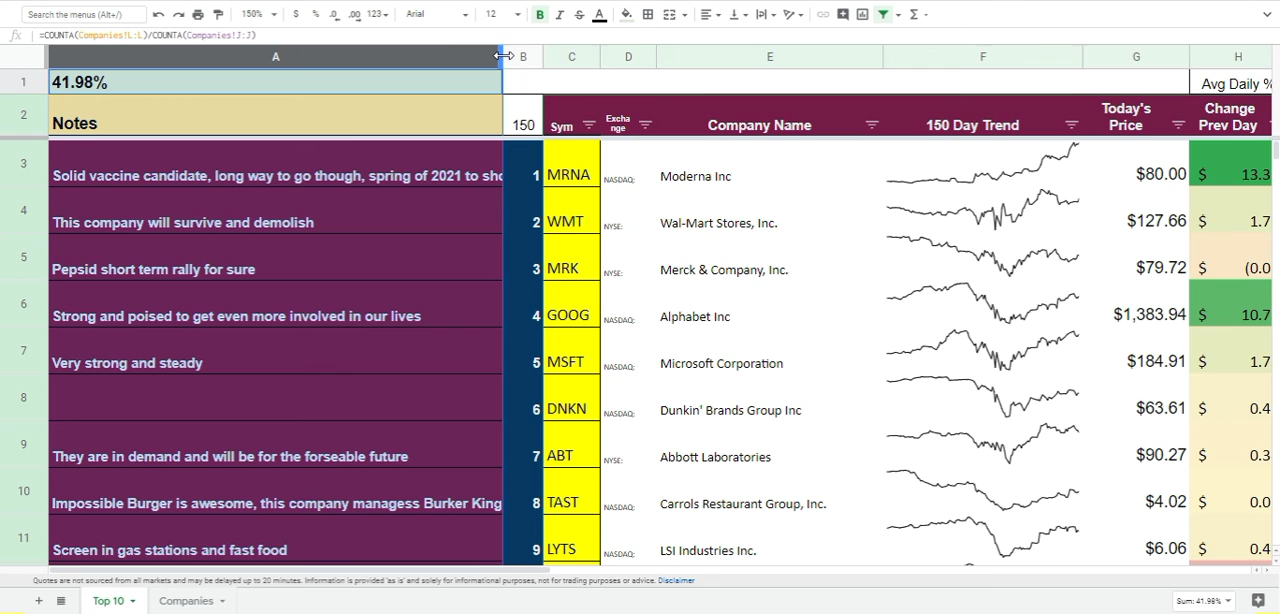 Search the menus (Alt+/) 150% $ % .0 .00 123 Arial 12 B I S A Σ
fx =COUNTA(Companies!L:L)/COUNTA(Companies!J:J)
A B C D E F G H
1 41.98% Avg Daily %
2 Notes 150 Sym Excha nge Company Name 150 Day Trend Today's Price Change Prev Day
3 Solid vaccine candidate, long way to go though, spring of 2021 to sho 1 MRNA NASDAQ: Moderna Inc $80.00 $ 13.3
4 This company will survive and demolish 2 WMT NYSE: Wal-Mart Stores, Inc. $127.66 $ 1.7
5 Pepsid short term rally for sure 3 MRK NYSE: Merck & Company, Inc. $79.72 $ (0.0
6 Strong and poised to get even more involved in our lives 4 GOOG NASDAQ: Alphabet Inc $1,383.94 $ 10.7
7 Very strong and steady 5 MSFT NASDAQ: Microsoft Corporation $184.91 $ 1.7
8 6 DNKN NASDAQ: Dunkin' Brands Group Inc $63.61 $ 0.4
9 They are in demand and will be for the forseable future 7 ABT NYSE: Abbott Laboratories $90.27 $ 0.3
10 Impossible Burger is awesome, this company managess Burker King 8 TAST NASDAQ: Carrols Restaurant Group, Inc. $4.02 $ 0.0
11 Screen in gas stations and fast food 9 LYTS NASDAQ: LSI Industries Inc. $6.06 $ 0.4
Quotes are not sourced from all markets and may be delayed up to 20 minutes. Information is provided 'as is' and solely for informational purposes, not for trading purposes or advice. Disclaimer
+ Top 10 Companies Sum: 41.98%